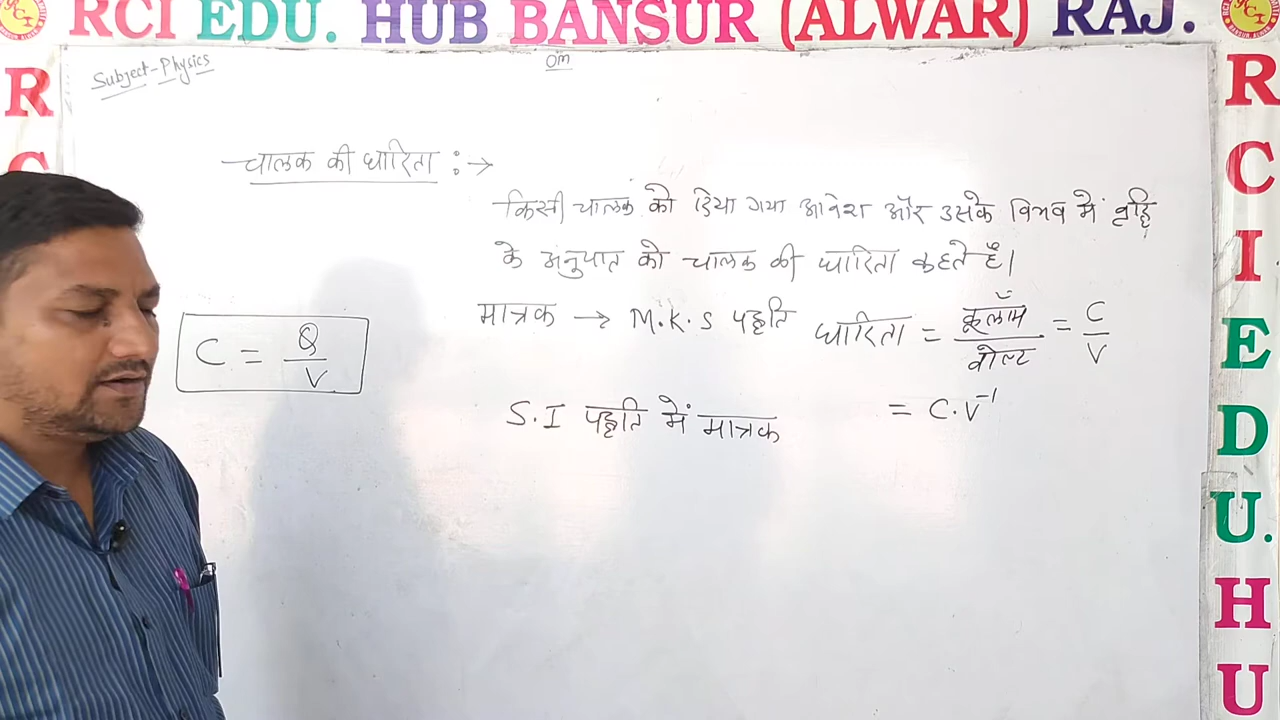 RCI EDU. HUB BANSUR (ALWAR) RAJ.
Subject-Physics
om
चालक की धारिता :→
किसी चालक को दिया गया आवेश और उसके विभव में वृद्धि
के अनुपात को चालक की धारिता कहते हैं।
मात्रक → M.K.S पद्धति धारिता = कूलॉम/वोल्ट = C/V
C = Q/V
S.I पद्धति में मात्रक = C.V⁻¹
R
C
R
C
I
E
D
U.
H
U